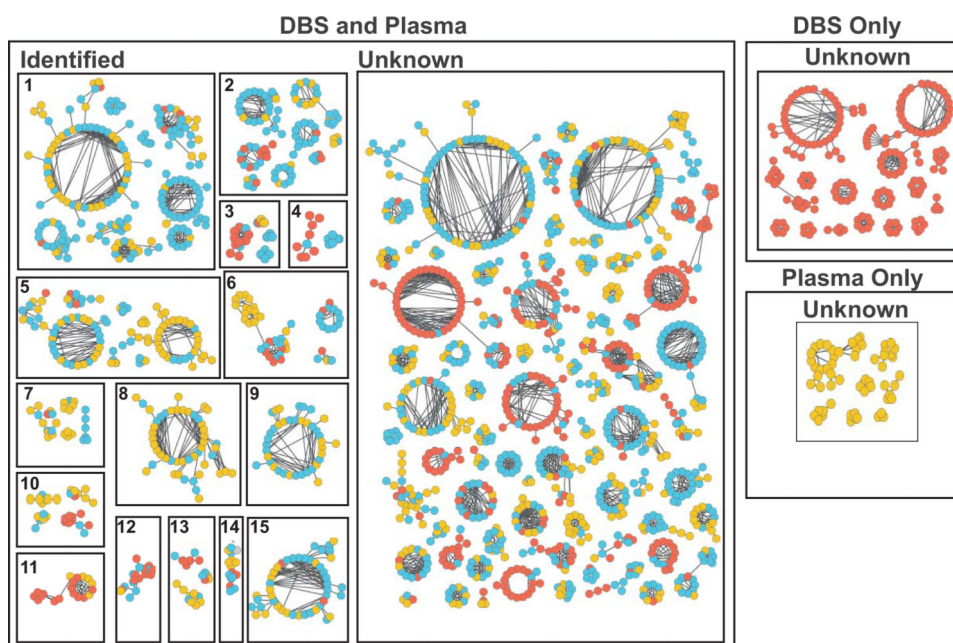 DBS and Plasma
Identified
Unknown
1
2
3
4
5
6
7
8
9
10
11
12
13
14
15
DBS Only
Unknown
Plasma Only
Unknown